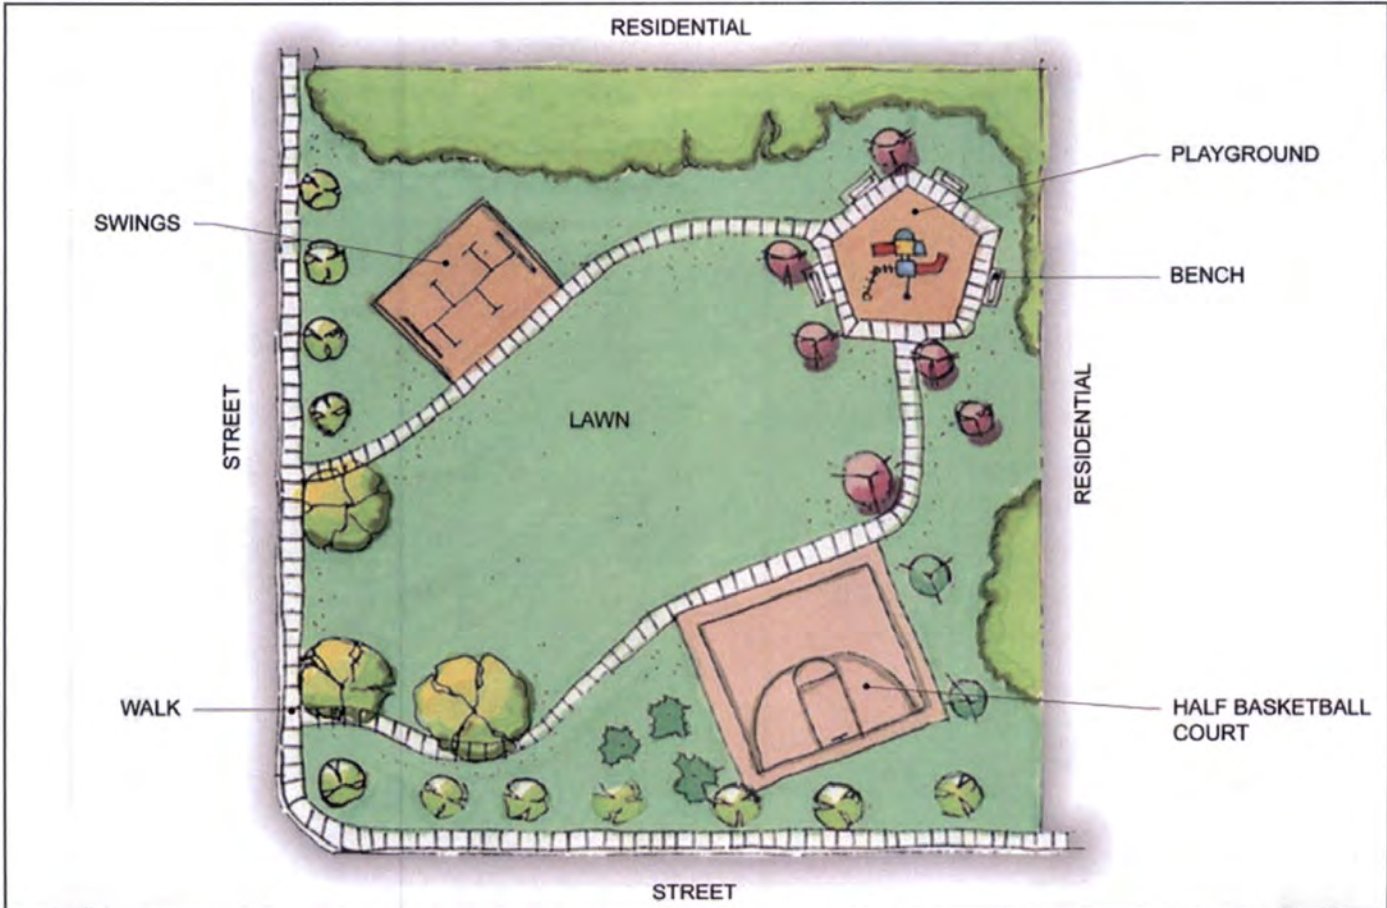 RESIDENTIAL
PLAYGROUND
SWINGS
BENCH
LAWN
STREET
RESIDENTIAL
WALK
HALF BASKETBALL
COURT
STREET